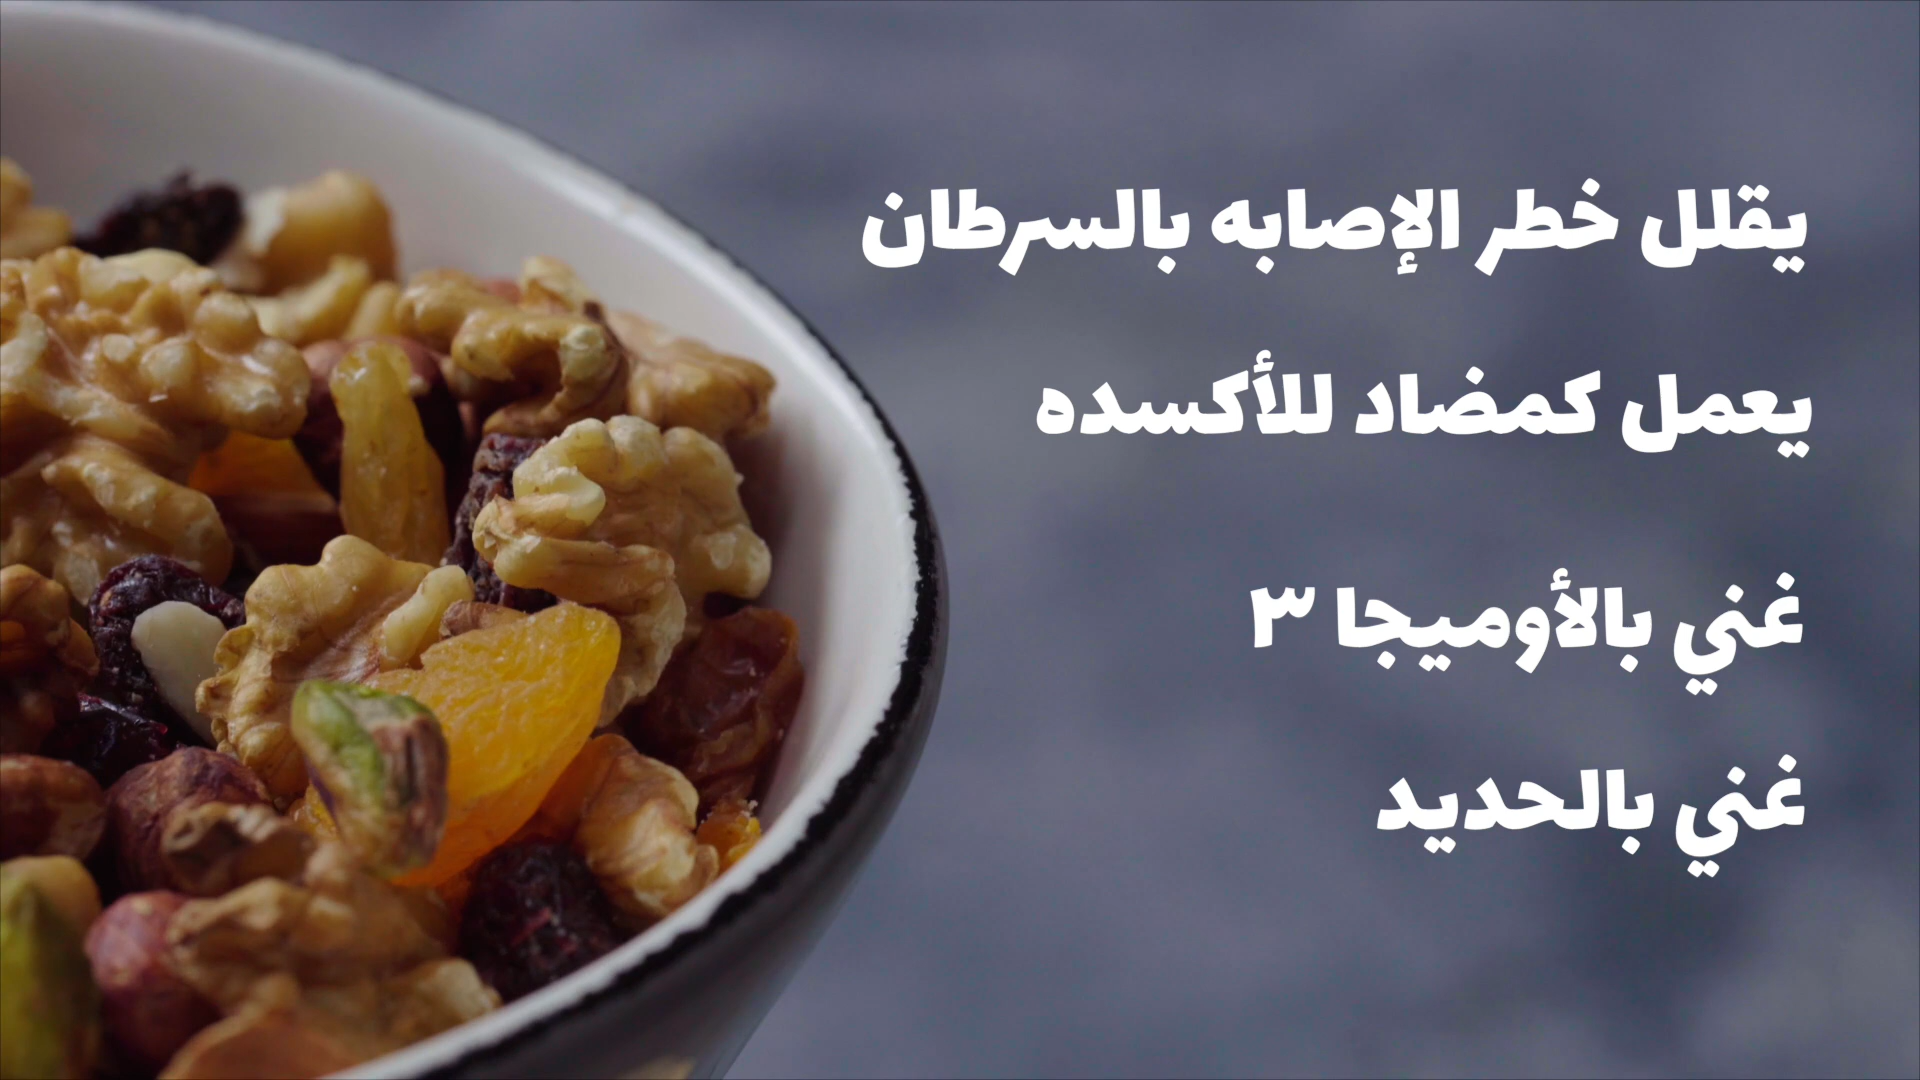 يقلل خطر الإصابه بالسرطان
يعمل كمضاد للأكسده
غني بالأوميجا ٣
غني بالحديد